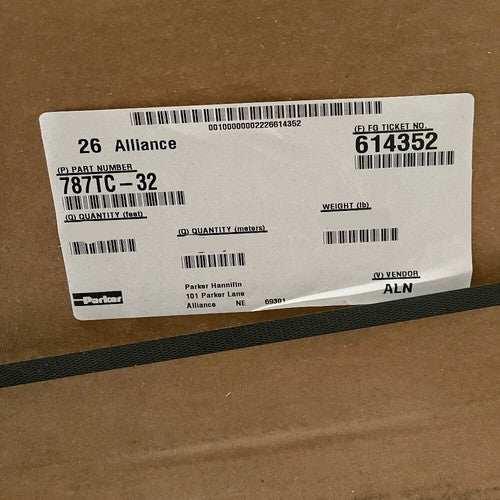 00100000002226614352
26 Alliance
(F) FG TICKET NO.
614352
(P) PART NUMBER
787TC-32
(Q) QUANTITY (feet)
(Q) QUANTITY (meters)
WEIGHT (lb)
Parker
Parker Hannifin
101 Parker Lane
Alliance NE 69301
(V) VENDOR
ALN